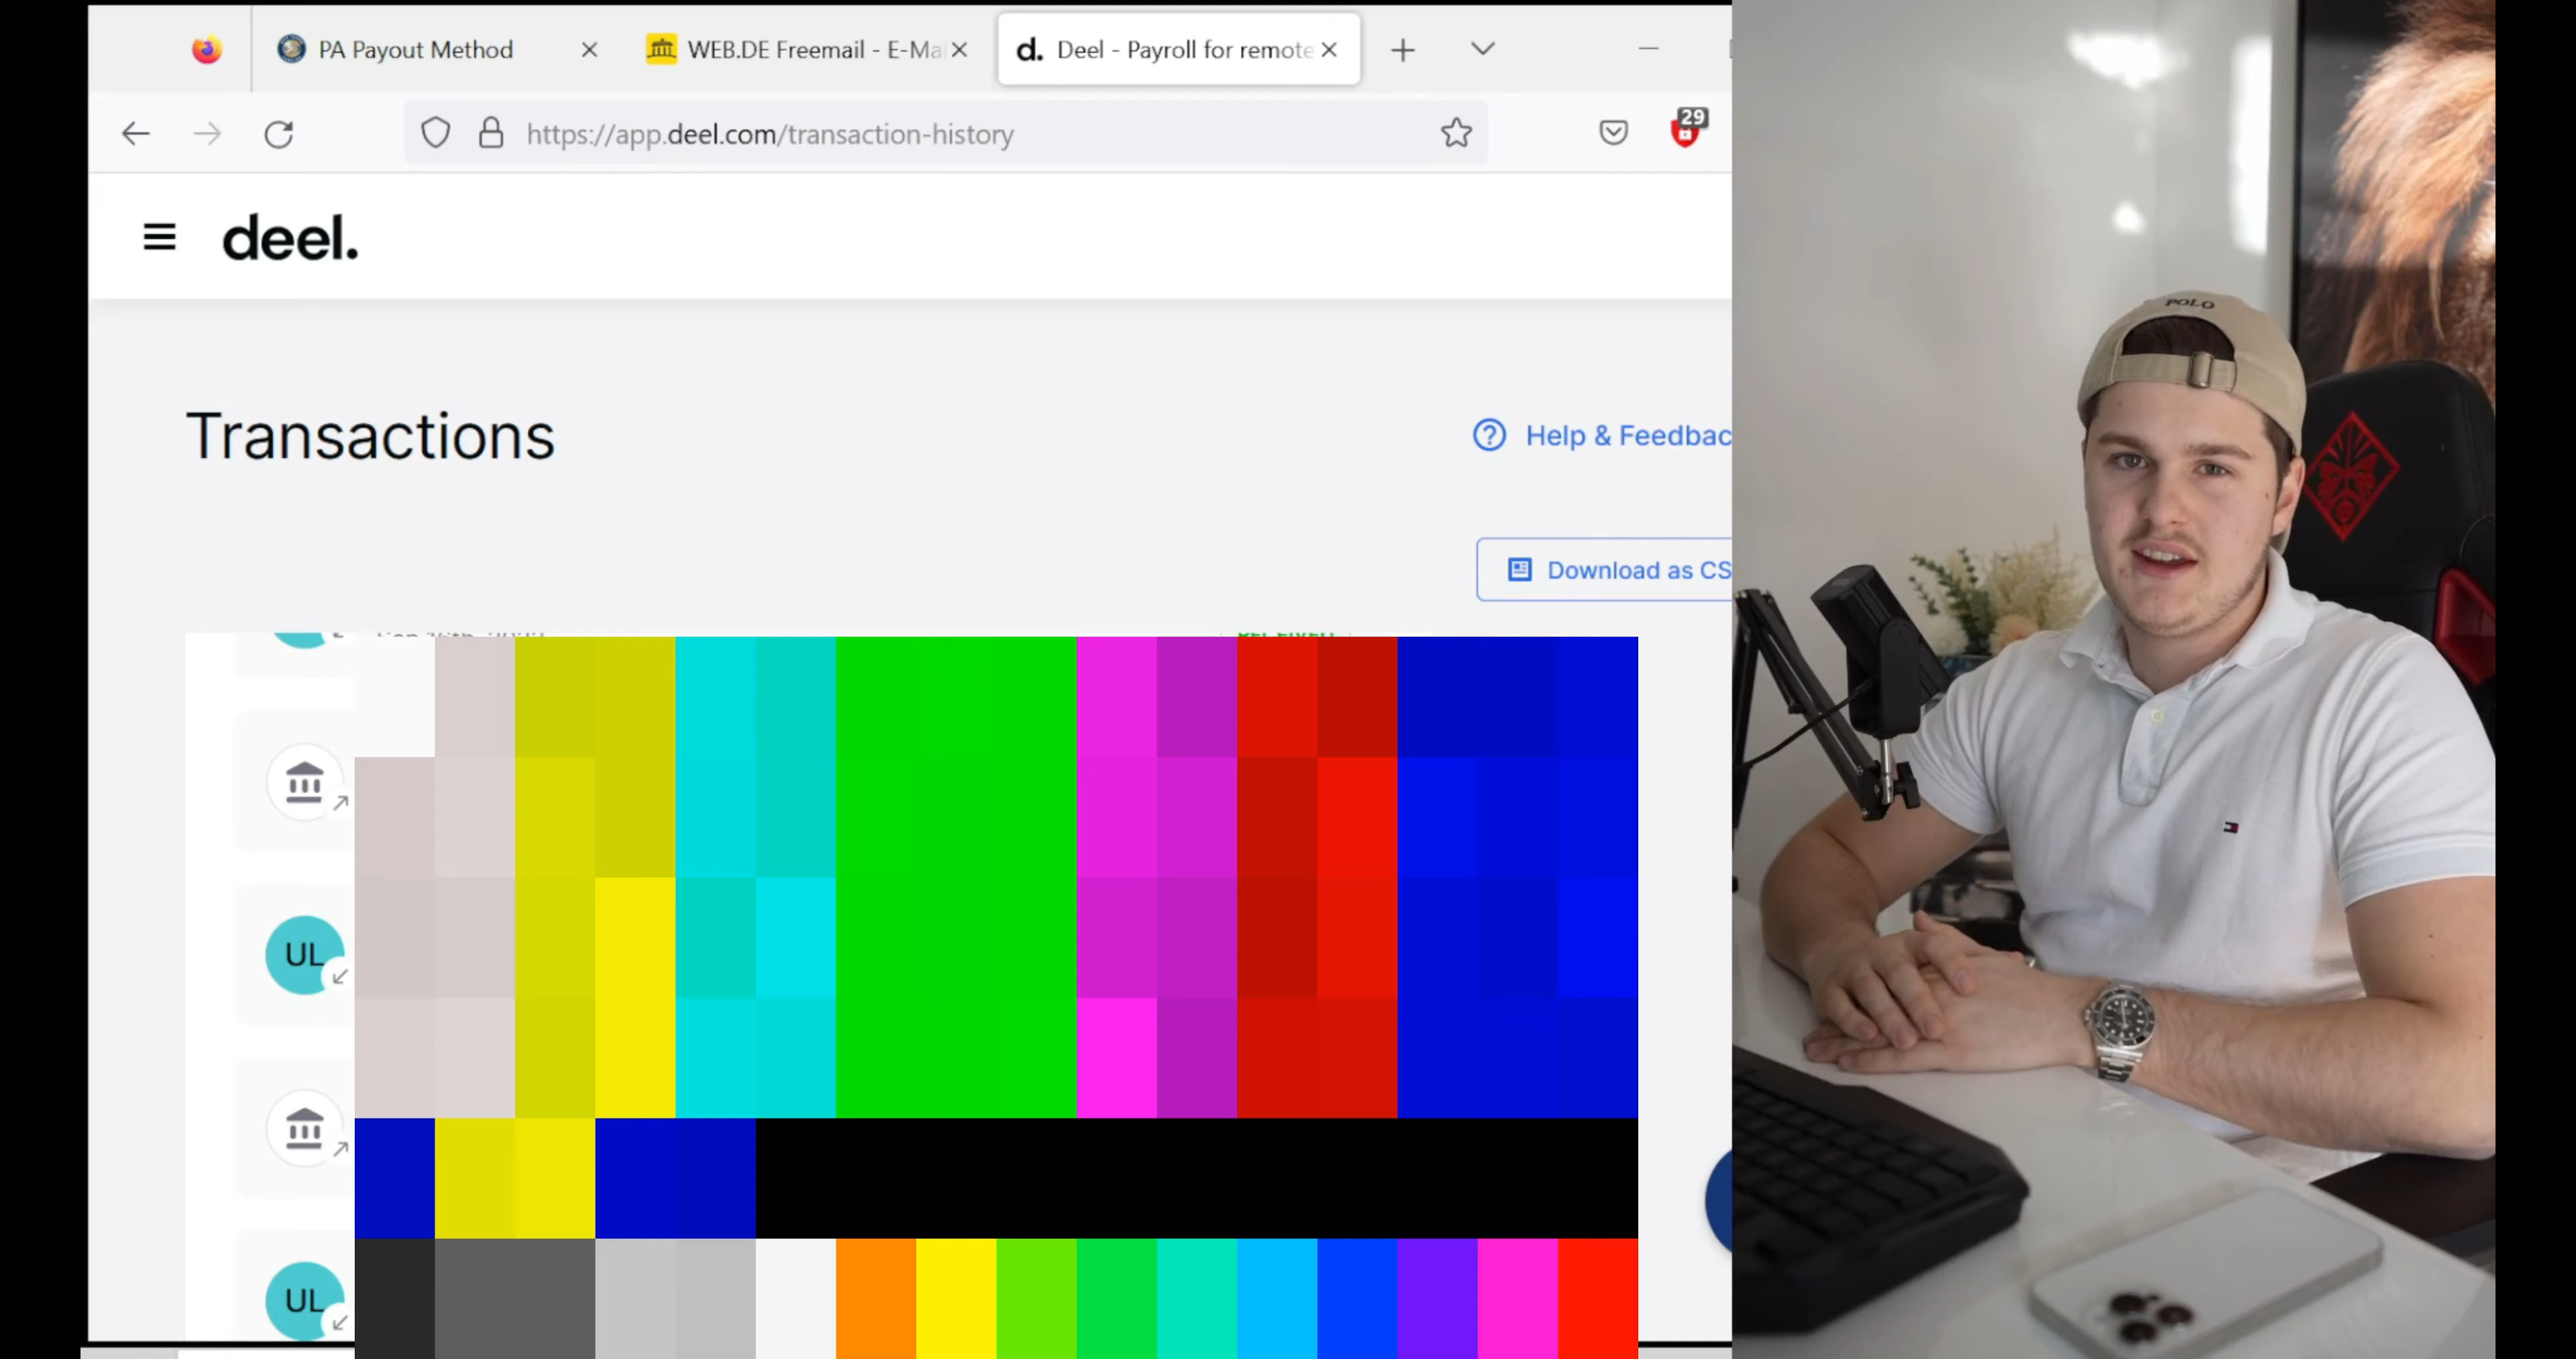 PA Payout Method
WEB.DE Freemail - E-Mai
d. Deel - Payroll for remote
29
https://app.deel.com/transaction-history
deel.
Transactions
Help & Feedbac
Download as CS
UL
UL
POLO